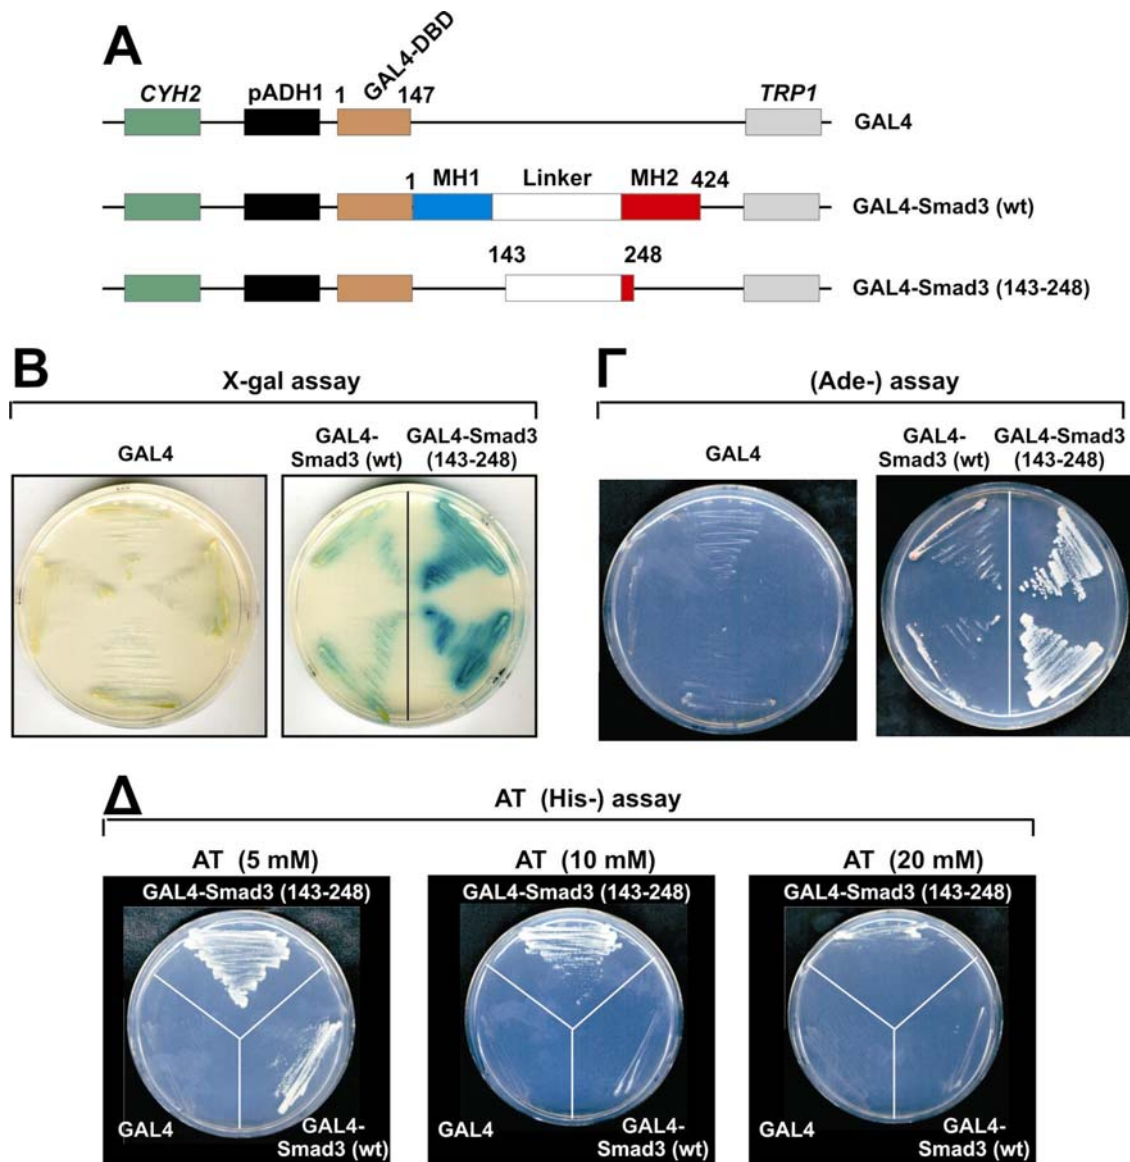 A
CYH2 pADH1 1 GAL4-DBD 147 TRP1
GAL4
1 MH1 Linker MH2 424
GAL4-Smad3 (wt)
143 248
GAL4-Smad3 (143-248)
B
X-gal assay
GAL4
GAL4-
Smad3 (wt)
GAL4-Smad3
(143-248)
Γ
(Ade-) assay
GAL4
GAL4-
Smad3 (wt)
GAL4-Smad3
(143-248)
Δ
AT (His-) assay
AT (5 mM)
GAL4-Smad3 (143-248)
GAL4
GAL4-
Smad3 (wt)
AT (10 mM)
GAL4-Smad3 (143-248)
GAL4
GAL4-
Smad3 (wt)
AT (20 mM)
GAL4-Smad3 (143-248)
GAL4
GAL4-
Smad3 (wt)